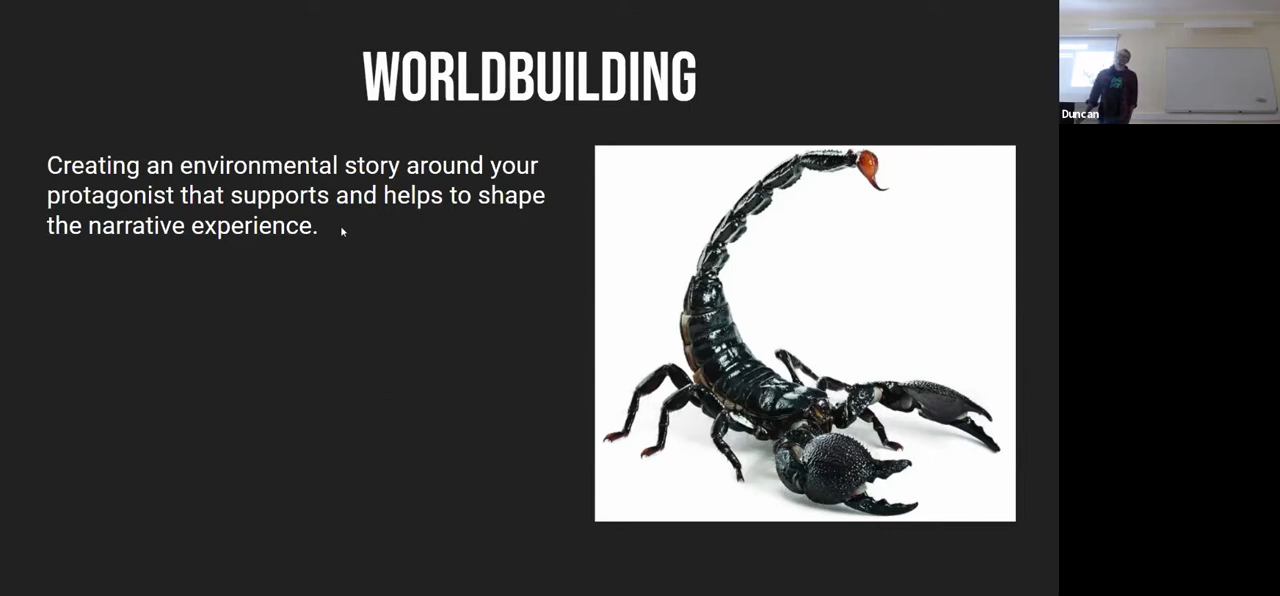 WORLDBUILDING
Creating an environmental story around your
protagonist that supports and helps to shape
the narrative experience.
Duncan